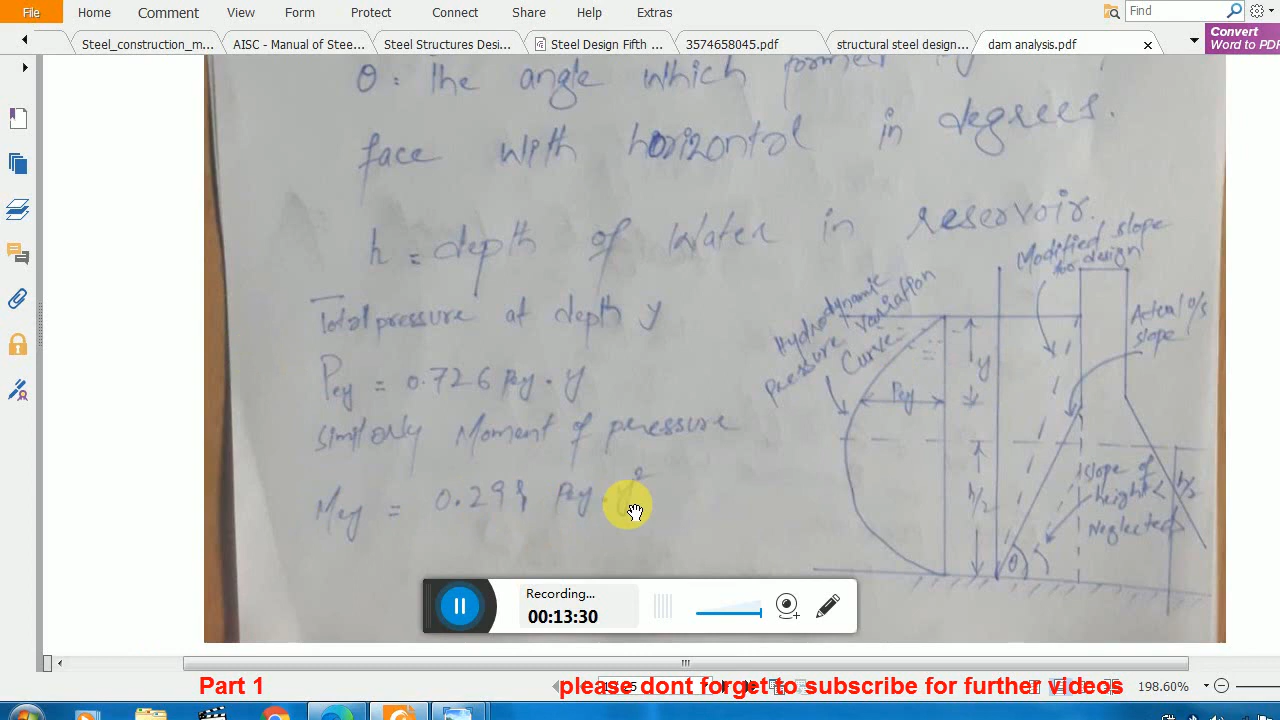 File Home Comment View Form Protect Connect Share Help Extras
Find
Convert
Word to PDF
Steel_construction_m... AISC - Manual of Stee... Steel Structures Desi... Steel Design Fifth ... 3574658045.pdf structural steel design... dam analysis.pdf
θ: The angle which
face with horizontal in degrees.
h = depth of Water in reservoir.
Total pressure at depth y
Pey = 0.726 Pey . y
Similarly Moment of peressure
Mey = 0.299 Pey . y²
Modified slope
design
Hydrodynamic
pressure variation
Curve
Actual U/s
slope
Pey
y
h/2
h/2
θ
slope of
height <
Neglected
Recording...
00:13:30
Part 1
please dont forget to subscribe for further videos
198.60%